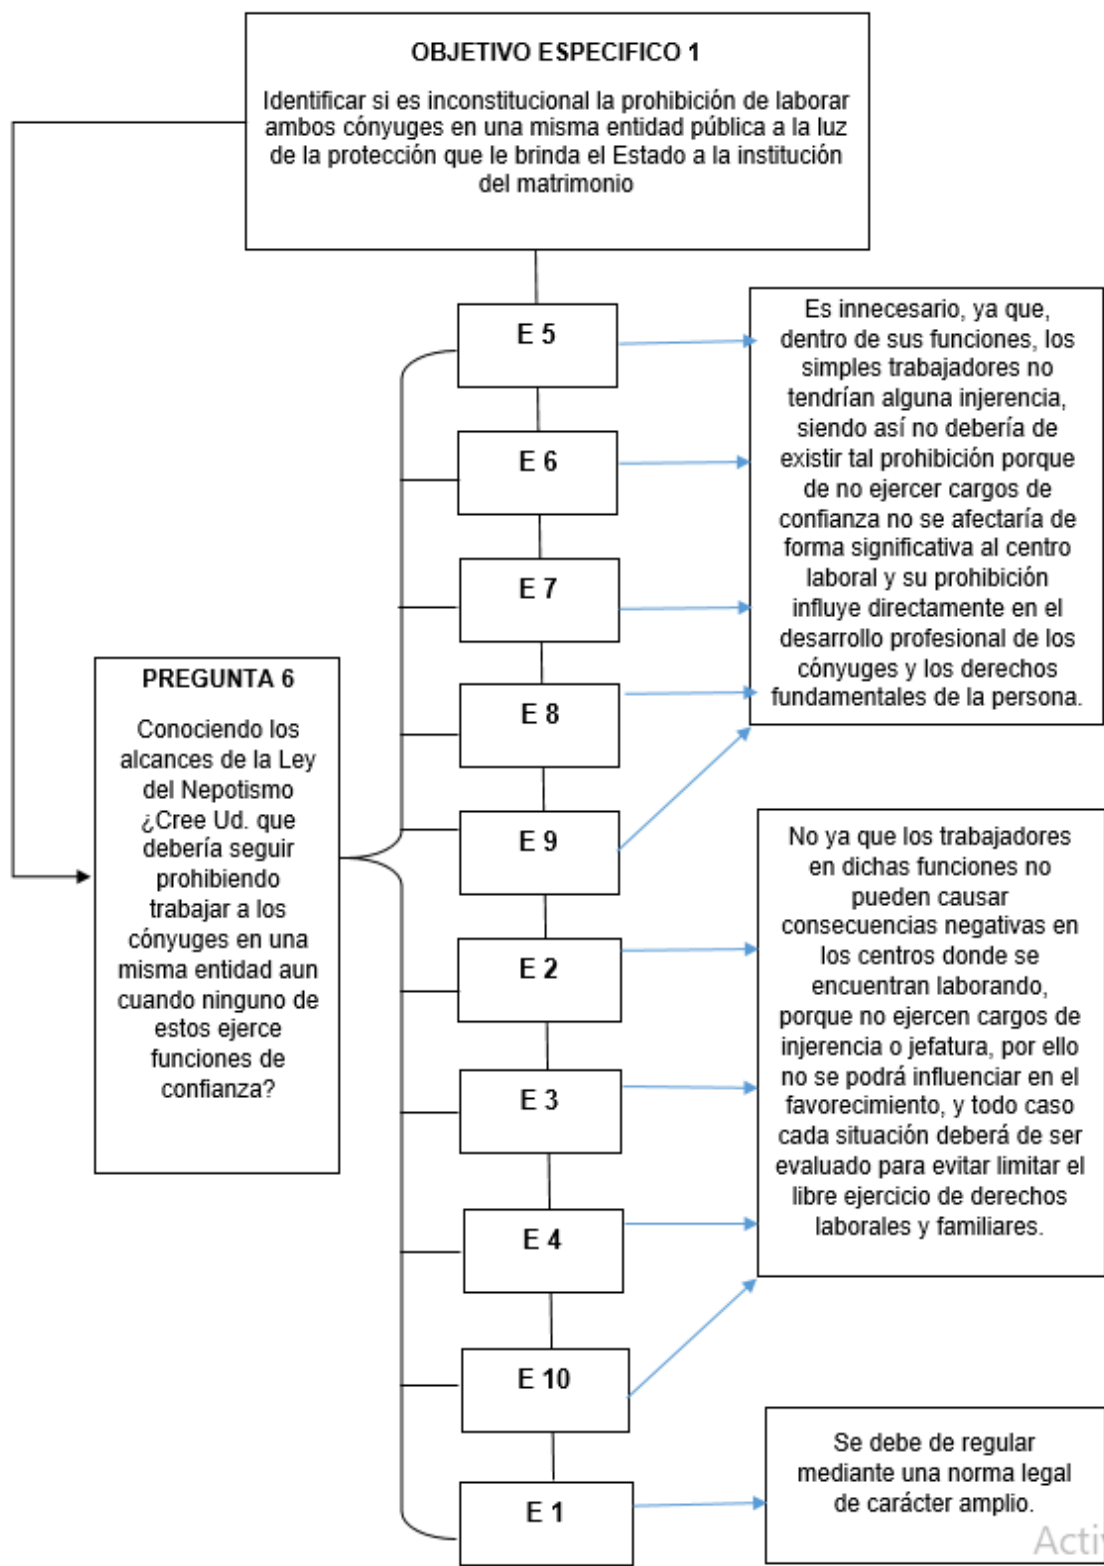 OBJETIVO ESPECIFICO 1
Identificar si es inconstitucional la prohibición de laborar
ambos cónyuges en una misma entidad pública a la luz
de la protección que le brinda el Estado a la institución
del matrimonio
E 5
E 6
E 7
E 8
E 9
E 2
E 3
E 4
E 10
E 1
Es innecesario, ya que,
dentro de sus funciones, los
simples trabajadores no
tendrían alguna injerencia,
siendo así no debería de
existir tal prohibición porque
de no ejercer cargos de
confianza no se afectaría de
forma significativa al centro
laboral y su prohibición
influye directamente en el
desarrollo profesional de los
cónyuges y los derechos
fundamentales de la persona.
PREGUNTA 6
Conociendo los
alcances de la Ley
del Nepotismo
¿Cree Ud. que
debería seguir
prohibiendo
trabajar a los
cónyuges en una
misma entidad aun
cuando ninguno de
estos ejerce
funciones de
confianza?
No ya que los trabajadores
en dichas funciones no
pueden causar
consecuencias negativas en
los centros donde se
encuentran laborando,
porque no ejercen cargos de
injerencia o jefatura, por ello
no se podrá influenciar en el
favorecimiento, y todo caso
cada situación deberá de ser
evaluado para evitar limitar el
libre ejercicio de derechos
laborales y familiares.
Se debe de regular
mediante una norma legal
de carácter amplio.
Activ